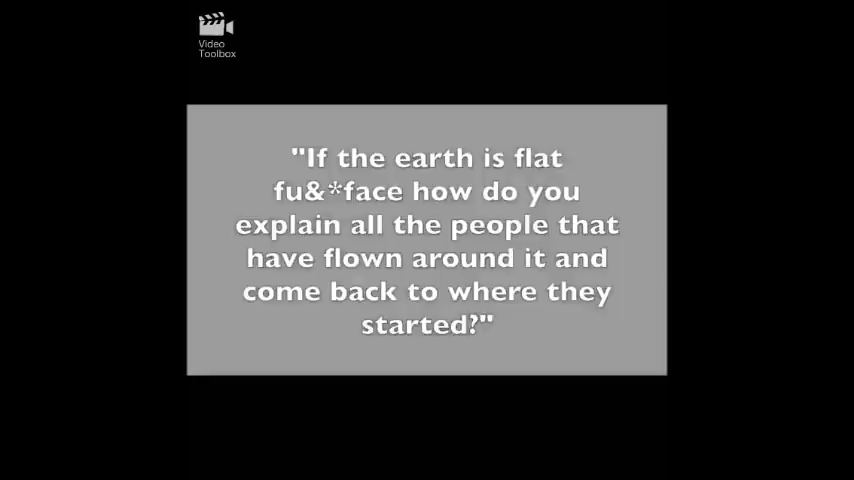 Video
Toolbox
"If the earth is flat
fu&*face how do you
explain all the people that
have flown around it and
come back to where they
started?"